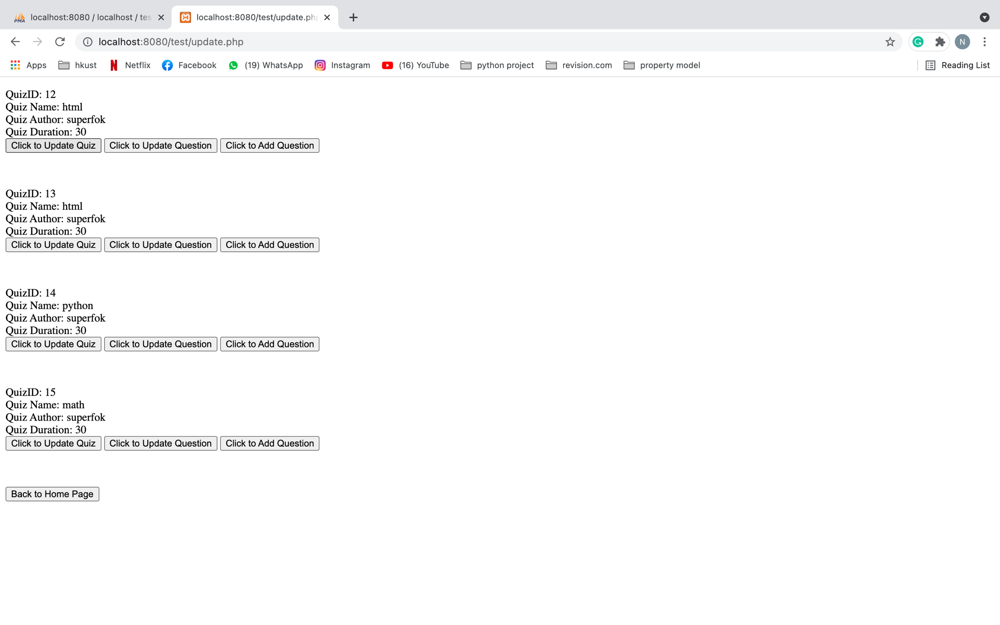 PMA localhost:8080 / localhost / tes
localhost:8080/test/update.php
localhost:8080/test/update.php
N
Apps hkust Netflix Facebook (19) WhatsApp Instagram (16) YouTube python project revision.com property model Reading List
QuizID: 12
Quiz Name: html
Quiz Author: superfok
Quiz Duration: 30
Click to Update Quiz Click to Update Question Click to Add Question
QuizID: 13
Quiz Name: html
Quiz Author: superfok
Quiz Duration: 30
Click to Update Quiz Click to Update Question Click to Add Question
QuizID: 14
Quiz Name: python
Quiz Author: superfok
Quiz Duration: 30
Click to Update Quiz Click to Update Question Click to Add Question
QuizID: 15
Quiz Name: math
Quiz Author: superfok
Quiz Duration: 30
Click to Update Quiz Click to Update Question Click to Add Question
Back to Home Page